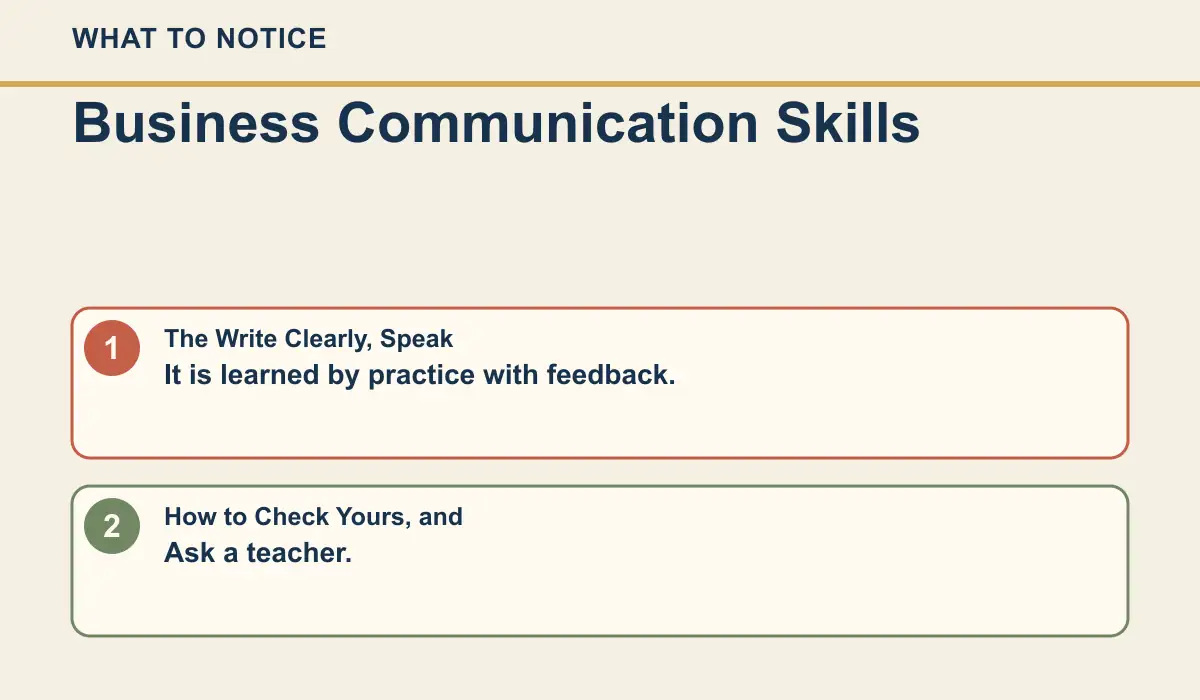 WHAT TO NOTICE
Business Communication Skills
1
The Write Clearly, Speak
It is learned by practice with feedback.
2
How to Check Yours, and
Ask a teacher.